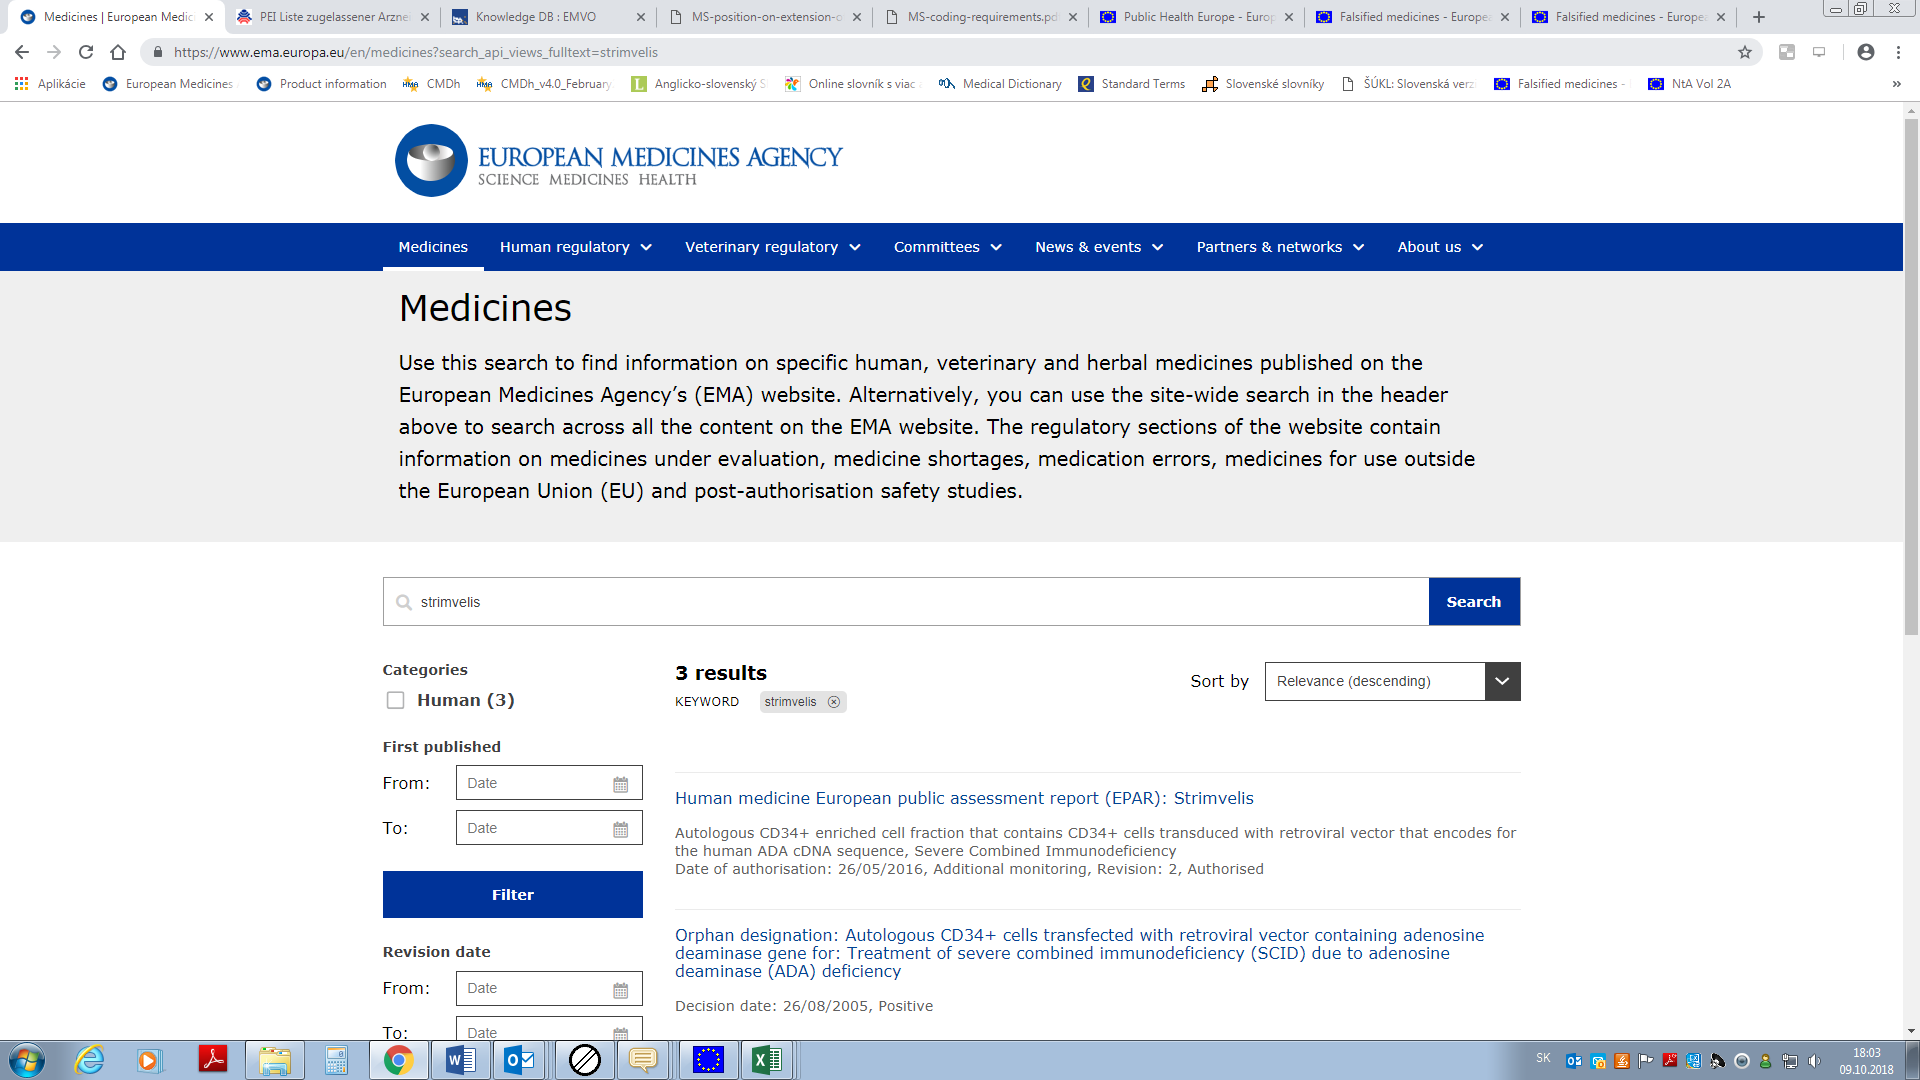 Medicines | European Medic
PEI Liste zugelassener Arznei
Knowledge DB : EMVO
MS-position-on-extension-o
MS-coding-requirements.pd
Public Health Europe - Europ
Falsified medicines - Europea
Falsified medicines - Europea
https://www.ema.europa.eu/en/medicines?search_api_views_fulltext=strimvelis
Aplikácie
European Medicines
Product information
CMDh
CMDh_v4.0_February
Anglicko-slovenský S
Online slovník s viac
Medical Dictionary
Standard Terms
Slovenské slovníky
ŠÚKL: Slovenská verz
Falsified medicines -
NtA Vol 2A
»
EUROPEAN MEDICINES AGENCY
SCIENCE MEDICINES HEALTH
Medicines
Human regulatory
Veterinary regulatory
Committees
News & events
Partners & networks
About us
Medicines
Use this search to find information on specific human, veterinary and herbal medicines published on the
European Medicines Agency’s (EMA) website. Alternatively, you can use the site-wide search in the header
above to search across all the content on the EMA website. The regulatory sections of the website contain
information on medicines under evaluation, medicine shortages, medication errors, medicines for use outside
the European Union (EU) and post-authorisation safety studies.
strimvelis
Search
Categories
Human (3)
First published
From:
Date
To:
Date
Filter
Revision date
From:
Date
To:
Date
3 results
KEYWORD
strimvelis
Sort by
Relevance (descending)
Human medicine European public assessment report (EPAR): Strimvelis
Autologous CD34+ enriched cell fraction that contains CD34+ cells transduced with retroviral vector that encodes for
the human ADA cDNA sequence, Severe Combined Immunodeficiency
Date of authorisation: 26/05/2016, Additional monitoring, Revision: 2, Authorised
Orphan designation: Autologous CD34+ cells transfected with retroviral vector containing adenosine
deaminase gene for: Treatment of severe combined immunodeficiency (SCID) due to adenosine
deaminase (ADA) deficiency
Decision date: 26/08/2005, Positive
SK
18:03
09.10.2018